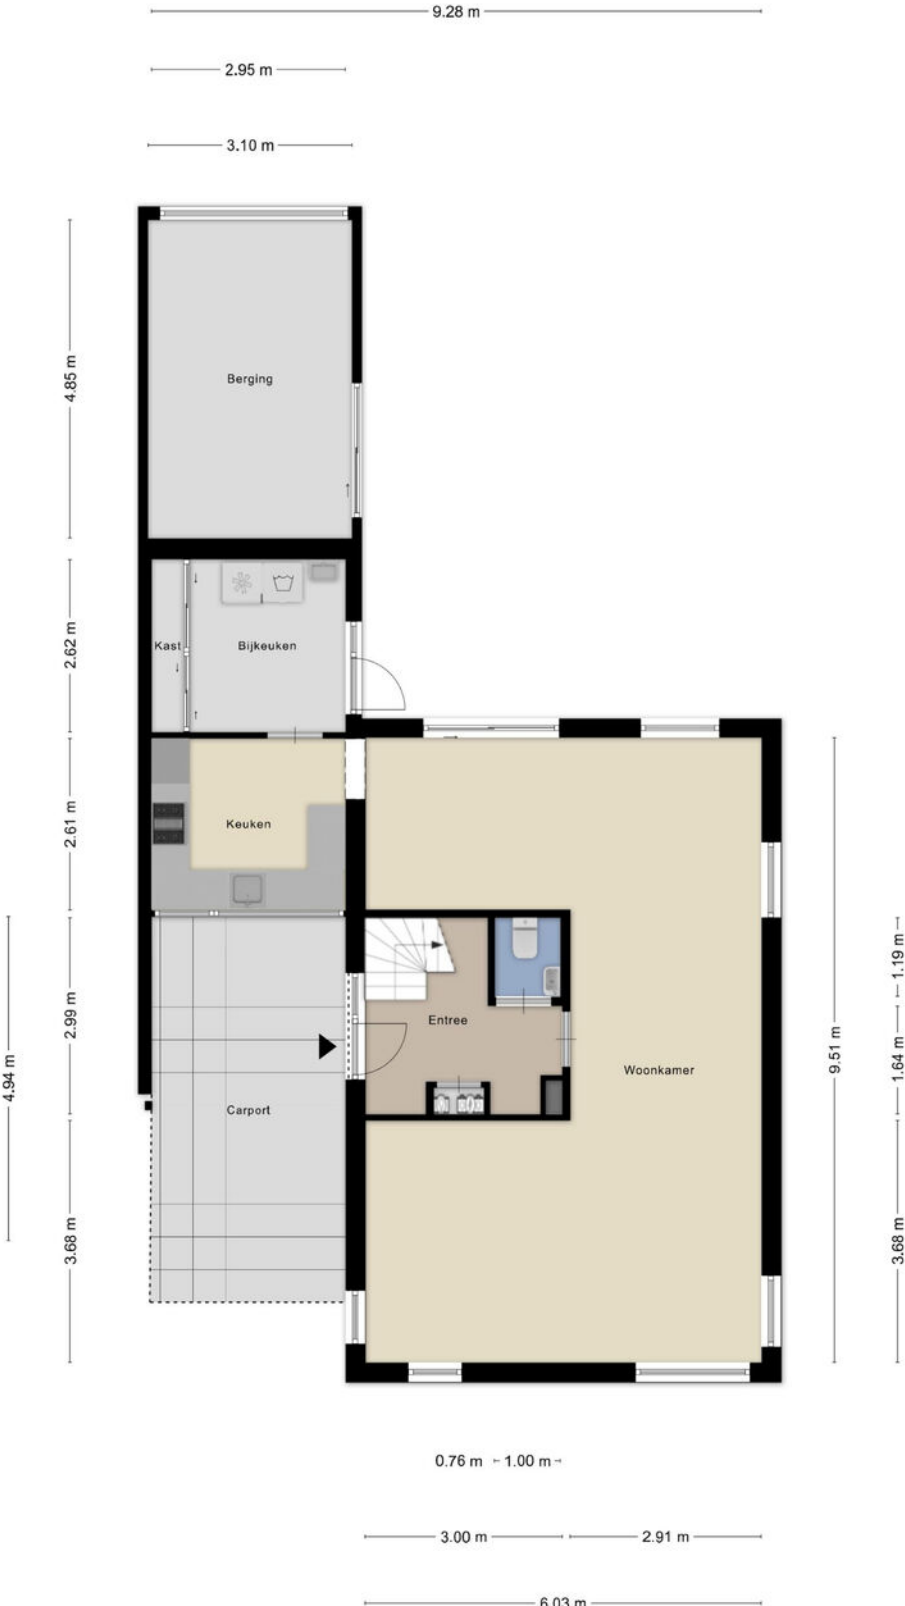 9.28 m
2.95 m
3.10 m
4.85 m
Berging
2.62 m
Kast
Bijkeuken
2.61 m
Keuken
4.94 m
2.99 m
Entree
Carport
Woonkamer
9.51 m
1.19 m
1.64 m
3.68 m
3.68 m
0.76 m
1.00 m
3.00 m
2.91 m
6.03 m